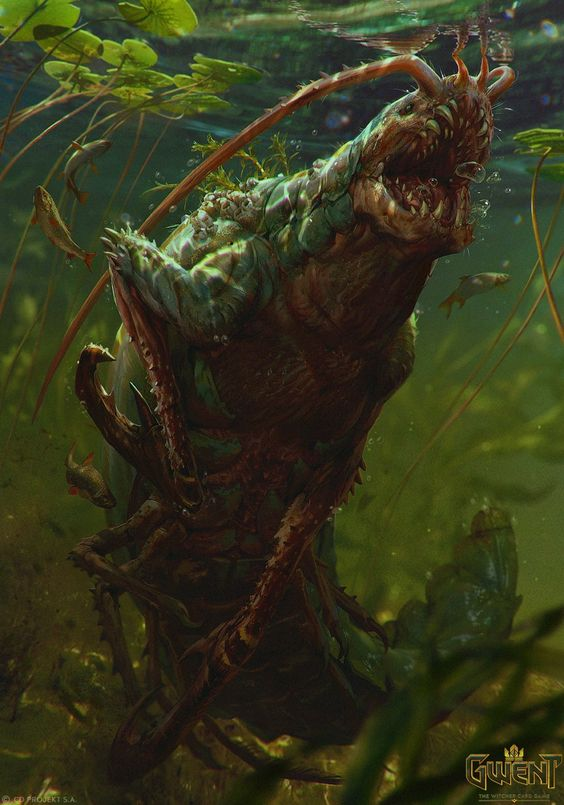 © CD PROJEKT S.A.
GWENT
THE WITCHER CARD GAME